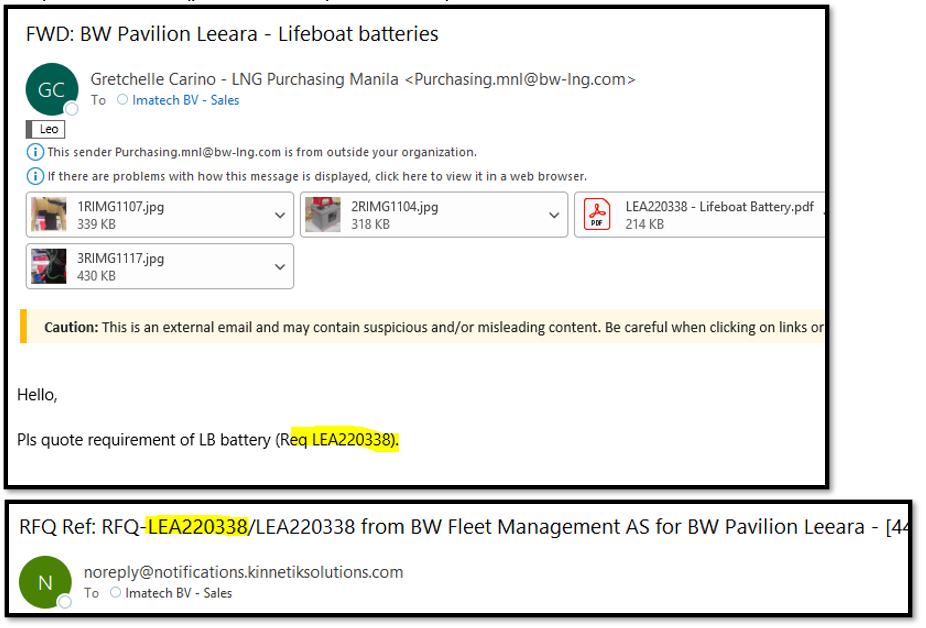 FWD: BW Pavilion Leeara - Lifeboat batteries
GC
Gretchelle Carino - LNG Purchasing Manila <Purchasing.mnl@bw-lng.com>
To Imatech BV - Sales
Leo
This sender Purchasing.mnl@bw-lng.com is from outside your organization.
If there are problems with how this message is displayed, click here to view it in a web browser.
1RIMG1107.jpg
339 KB
2RIMG1104.jpg
318 KB
PDF
LEA220338 - Lifeboat Battery.pdf
214 KB
3RIMG1117.jpg
430 KB
Caution: This is an external email and may contain suspicious and/or misleading content. Be careful when clicking on links or
Hello,
Pls quote requirement of LB battery (Req LEA220338).
RFQ Ref: RFQ-LEA220338/LEA220338 from BW Fleet Management AS for BW Pavilion Leeara - [44
N
noreply@notifications.kinnetiksolutions.com
To Imatech BV - Sales